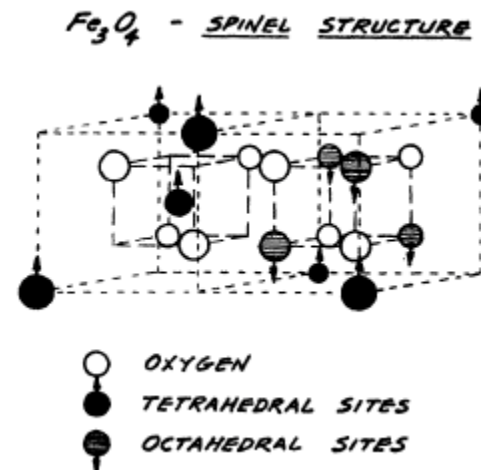 Fe₃O₄ - SPINEL STRUCTURE
OXYGEN
TETRAHEDRAL SITES
OCTAHEDRAL SITES